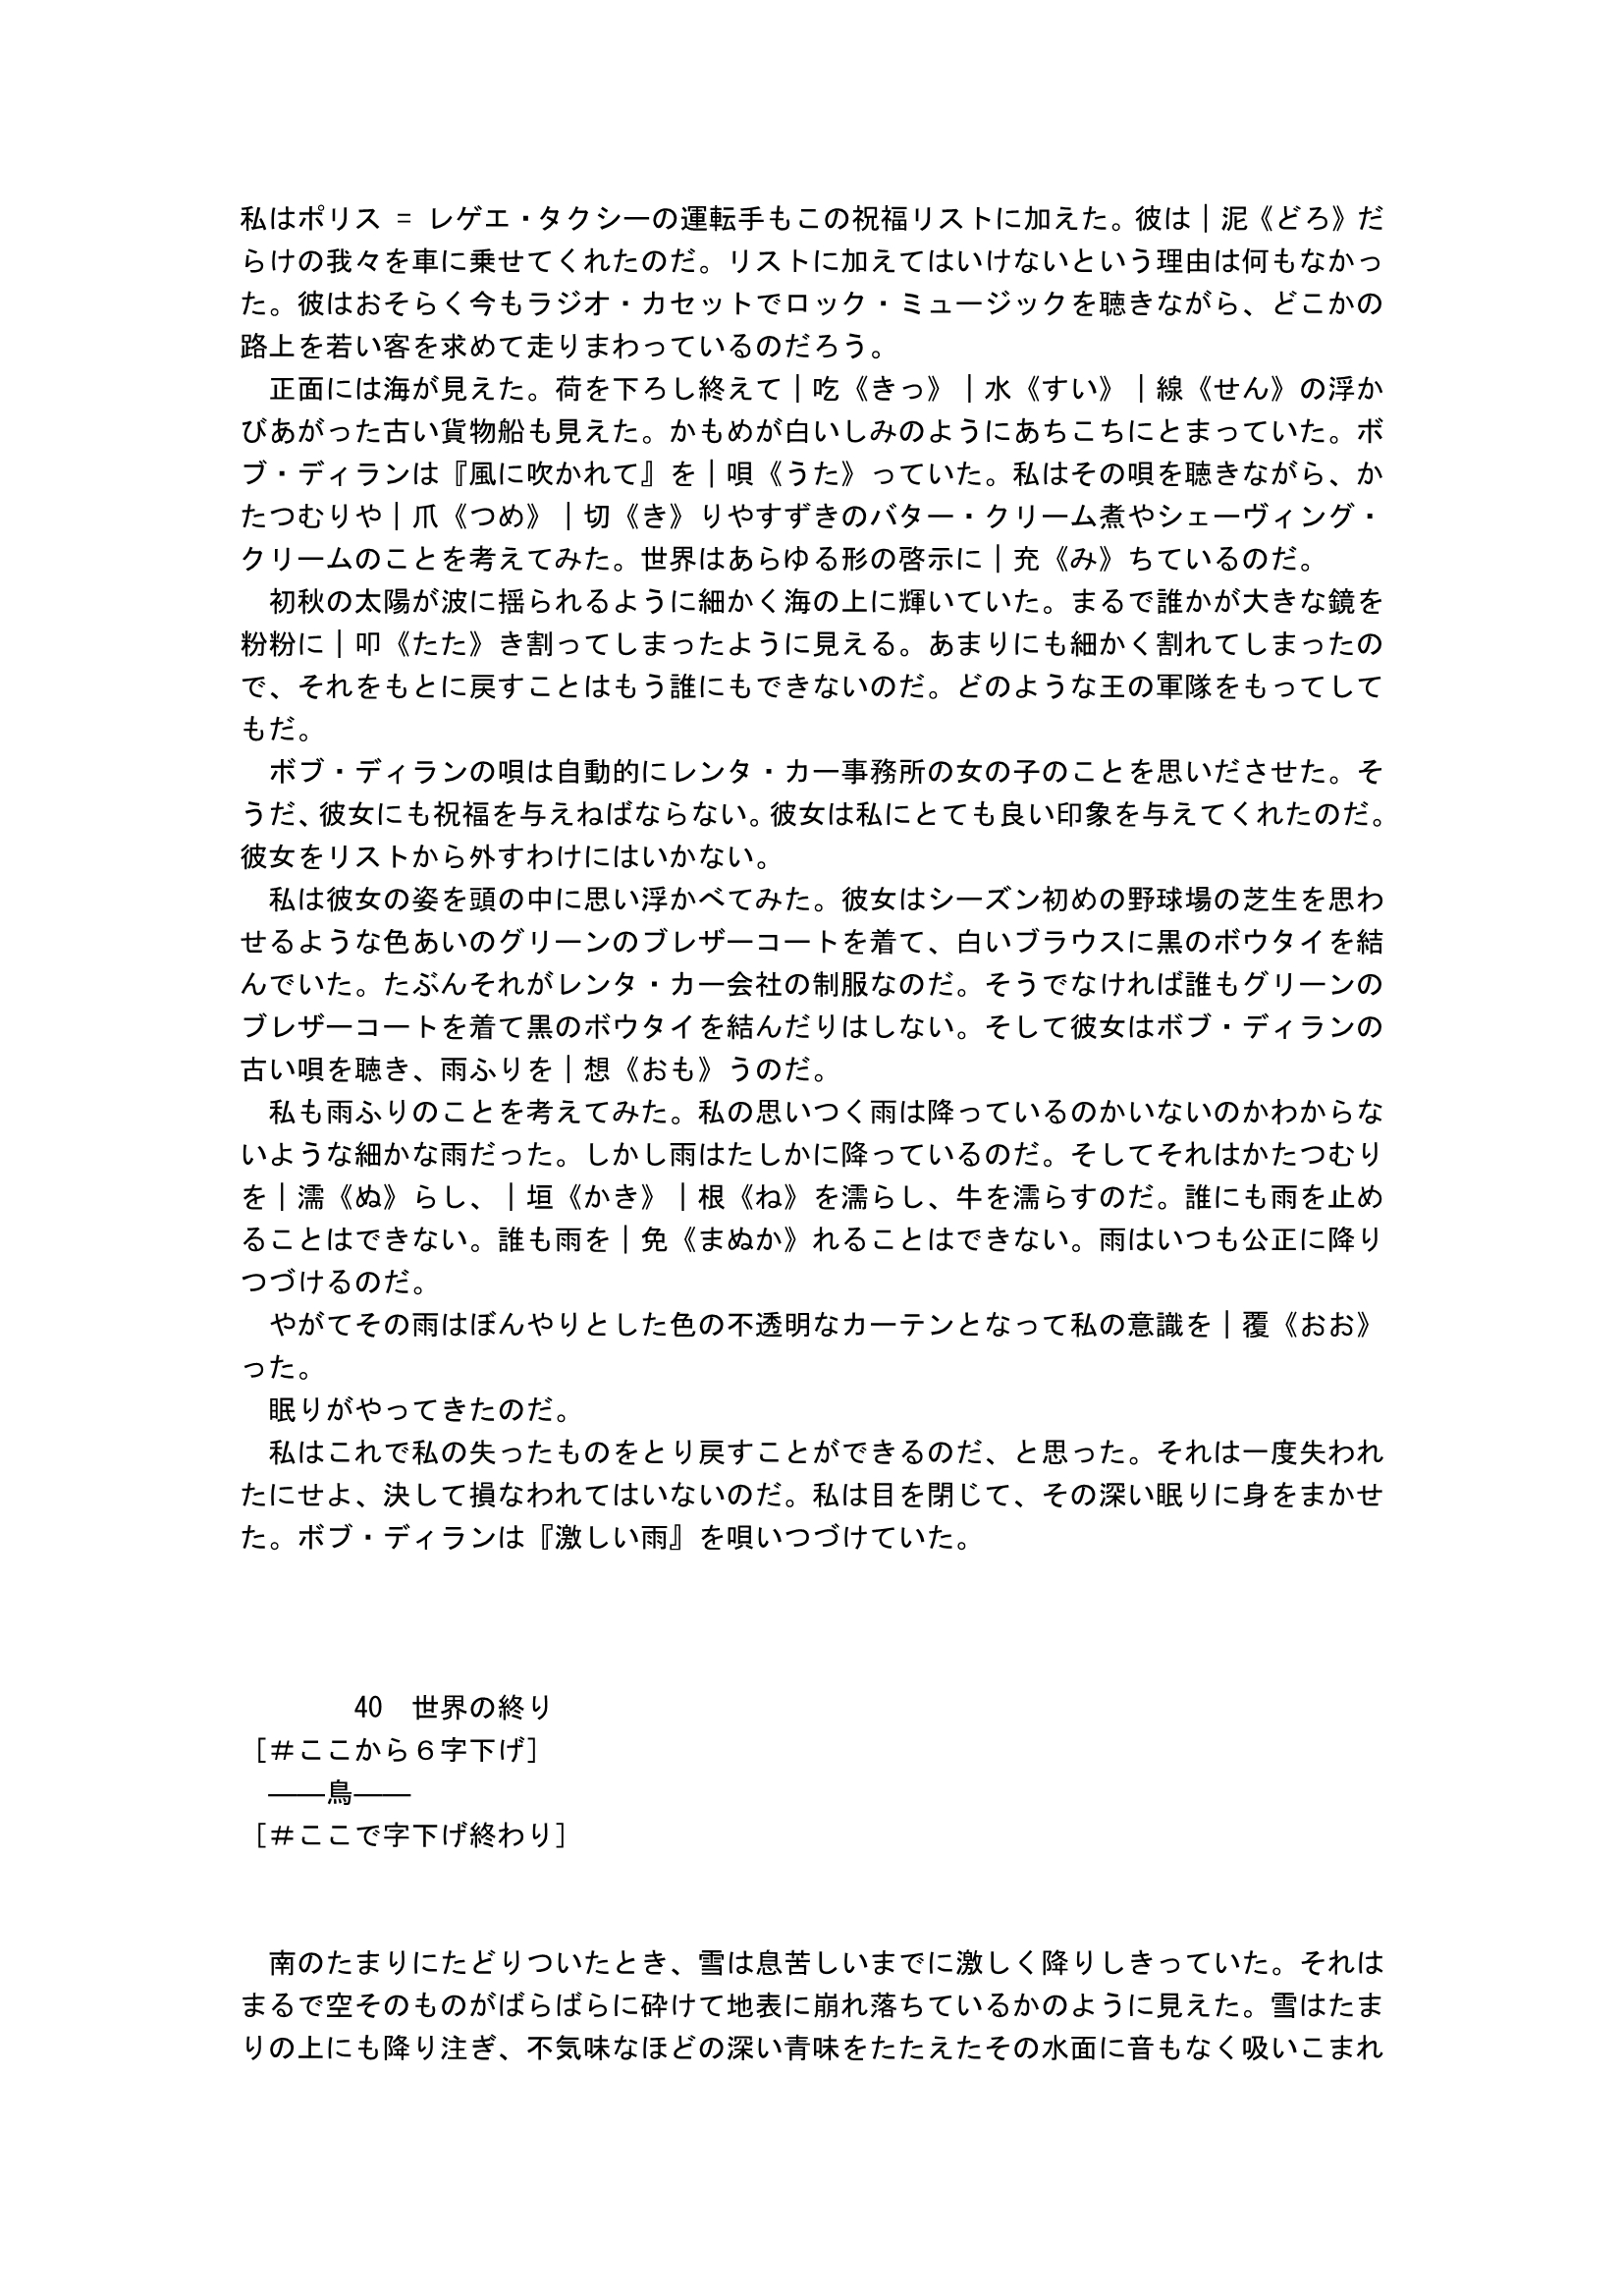 私はポリス = レゲエ・タクシーの運転手もこの祝福リストに加えた。彼は｜泥《どろ》だ
らけの我々を車に乗せてくれたのだ。リストに加えてはいけないという理由は何もなかっ
た。彼はおそらく今もラジオ・カセットでロック・ミュージックを聴きながら、どこかの
路上を若い客を求めて走りまわっているのだろう。
　正面には海が見えた。荷を下ろし終えて｜吃《きっ》｜水《すい》｜線《せん》の浮か
びあがった古い貨物船も見えた。かもめが白いしみのようにあちこちにとまっていた。ボ
ブ・ディランは『風に吹かれて』を｜唄《うた》っていた。私はその唄を聴きながら、か
たつむりや｜爪《つめ》｜切《き》りやすずきのバター・クリーム煮やシェーヴィング・
クリームのことを考えてみた。世界はあらゆる形の啓示に｜充《み》ちているのだ。
　初秋の太陽が波に揺られるように細かく海の上に輝いていた。まるで誰かが大きな鏡を
粉粉に｜叩《たた》き割ってしまったように見える。あまりにも細かく割れてしまったの
で、それをもとに戻すことはもう誰にもできないのだ。どのような王の軍隊をもってして
もだ。
　ボブ・ディランの唄は自動的にレンタ・カー事務所の女の子のことを思いださせた。そ
うだ、彼女にも祝福を与えねばならない。彼女は私にとても良い印象を与えてくれたのだ。
彼女をリストから外すわけにはいかない。
　私は彼女の姿を頭の中に思い浮かべてみた。彼女はシーズン初めの野球場の芝生を思わ
せるような色あいのグリーンのブレザーコートを着て、白いブラウスに黒のボウタイを結
んでいた。たぶんそれがレンタ・カー会社の制服なのだ。そうでなければ誰もグリーンの
ブレザーコートを着て黒のボウタイを結んだりはしない。そして彼女はボブ・ディランの
古い唄を聴き、雨ふりを｜想《おも》うのだ。
　私も雨ふりのことを考えてみた。私の思いつく雨は降っているのかいないのかわからな
いような細かな雨だった。しかし雨はたしかに降っているのだ。そしてそれはかたつむり
を｜濡《ぬ》らし、｜垣《かき》｜根《ね》を濡らし、牛を濡らすのだ。誰にも雨を止め
ることはできない。誰も雨を｜免《まぬか》れることはできない。雨はいつも公正に降り
つづけるのだ。
　やがてその雨はぼんやりとした色の不透明なカーテンとなって私の意識を｜覆《おお》
った。
　眠りがやってきたのだ。
　私はこれで私の失ったものをとり戻すことができるのだ、と思った。それは一度失われ
たにせよ、決して損なわれてはいないのだ。私は目を閉じて、その深い眠りに身をまかせ
た。ボブ・ディランは『激しい雨』を唄いつづけていた。
40　世界の終り
［＃ここから６字下げ］
――鳥――
［＃ここで字下げ終わり］
　南のたまりにたどりついたとき、雪は息苦しいまでに激しく降りしきっていた。それは
まるで空そのものがばらばらに砕けて地表に崩れ落ちているかのように見えた。雪はたま
りの上にも降り注ぎ、不気味なほどの深い青味をたたえたその水面に音もなく吸いこまれ